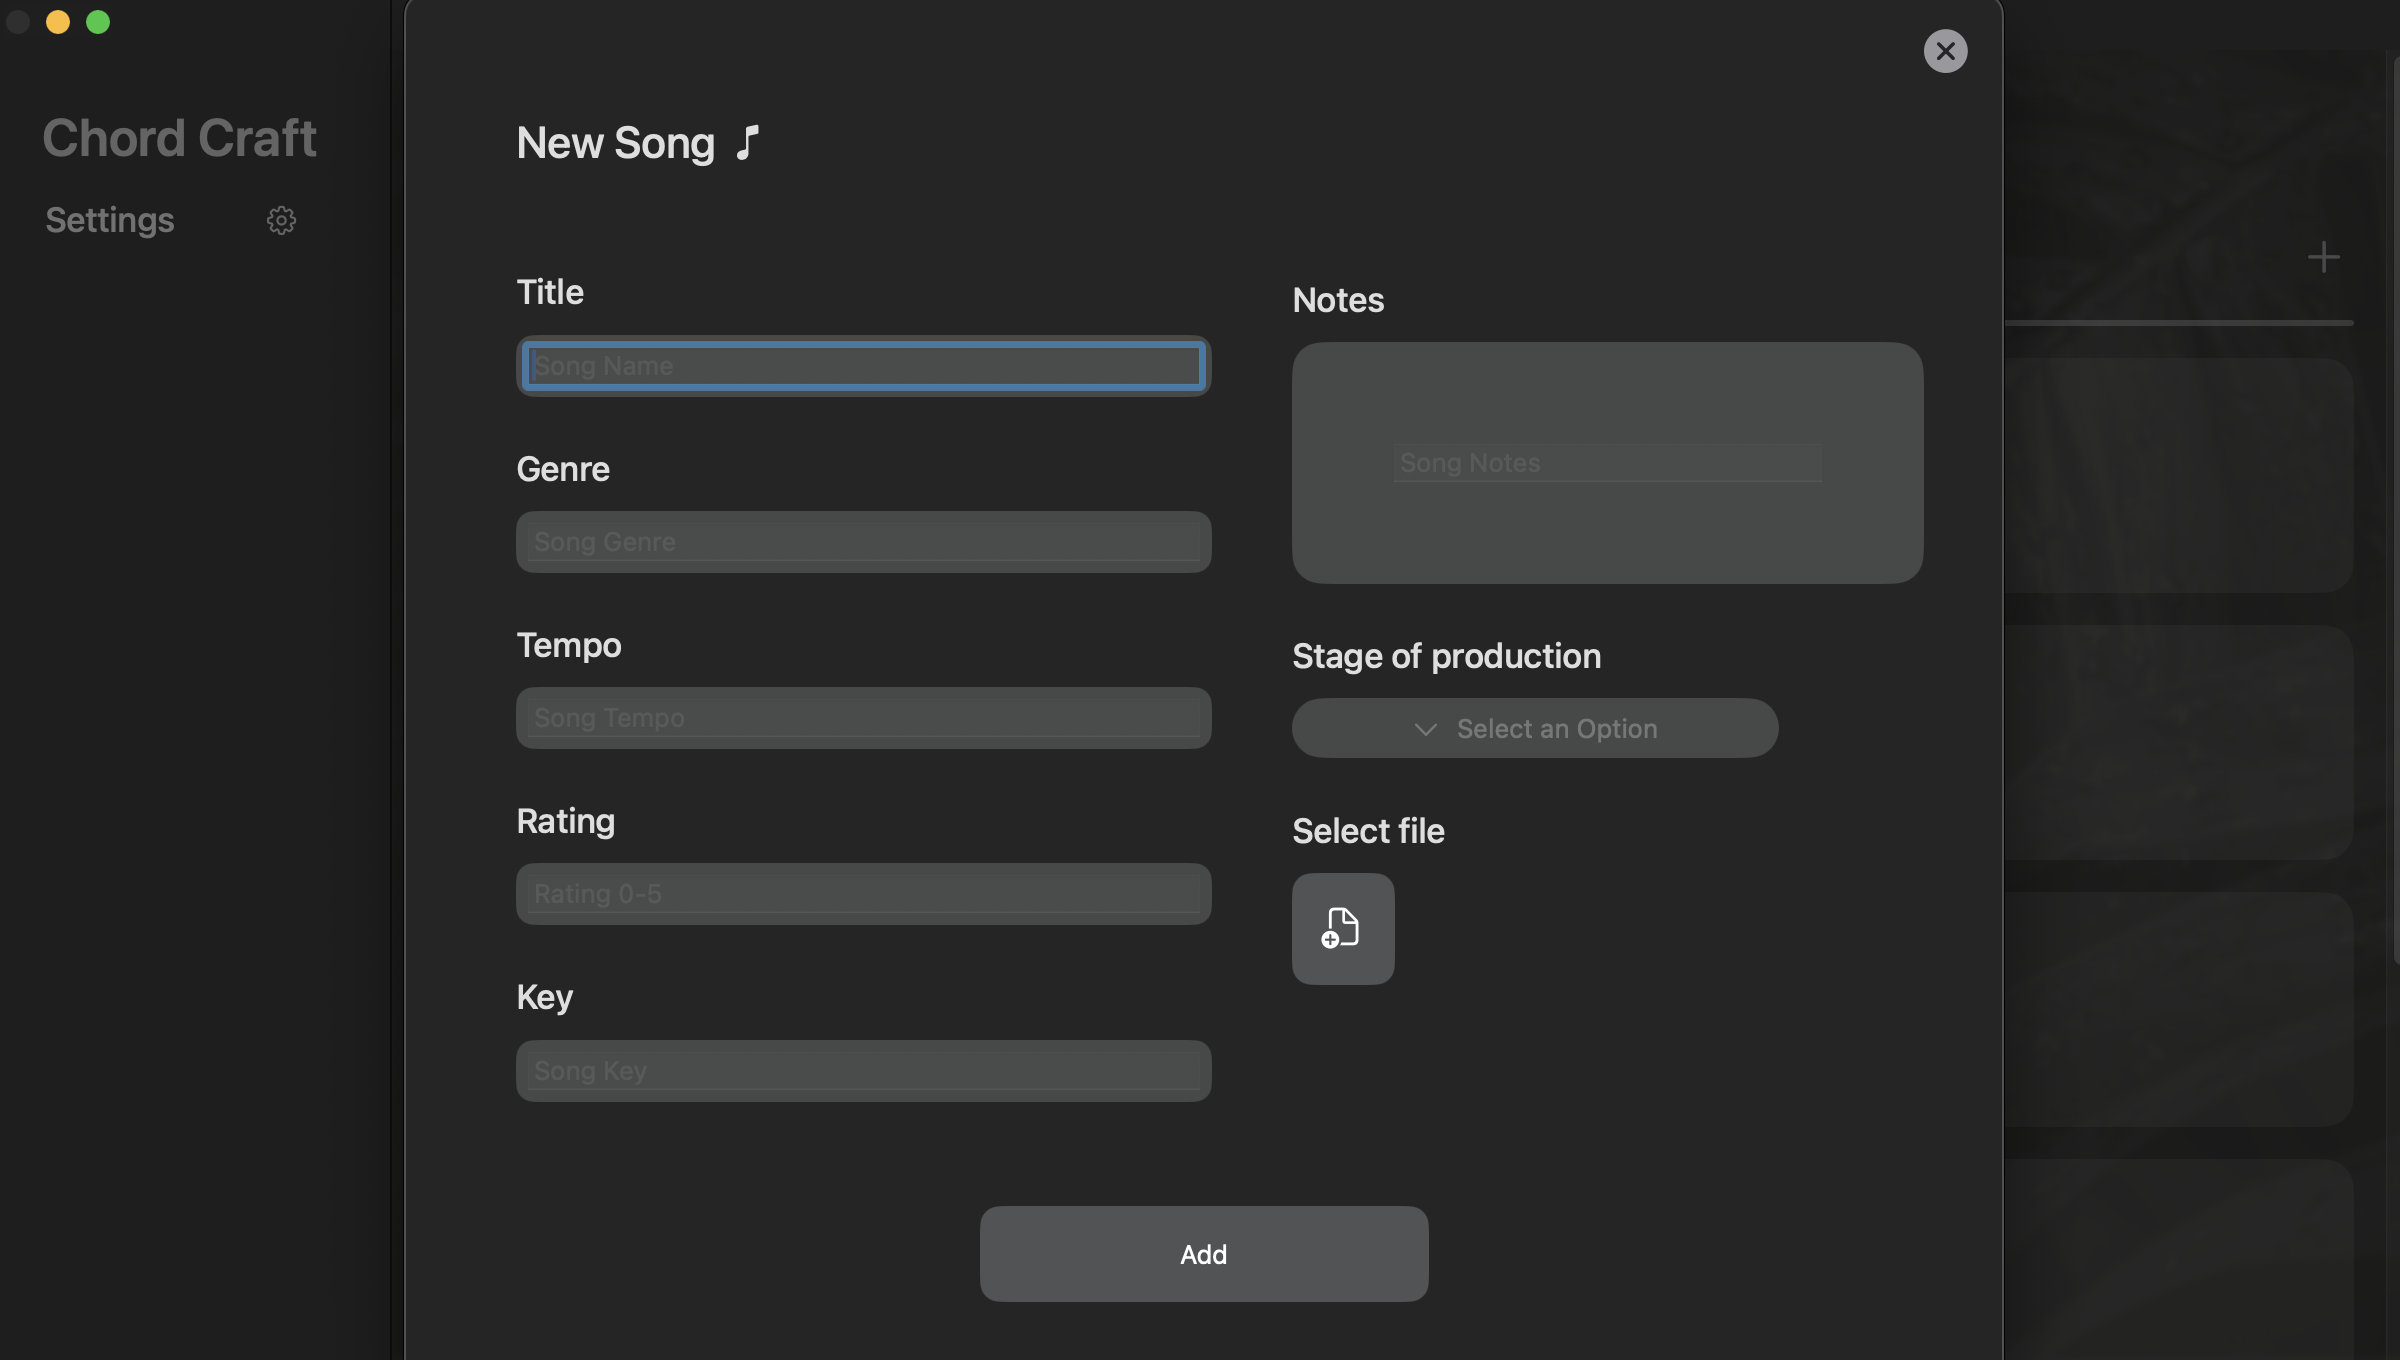 Chord Craft
Settings
New Song
Title
Song Name
Genre
Song Genre
Tempo
Song Tempo
Rating
Rating 0-5
Key
Song Key
Notes
Song Notes
Stage of production
Select an Option
Select file
Add